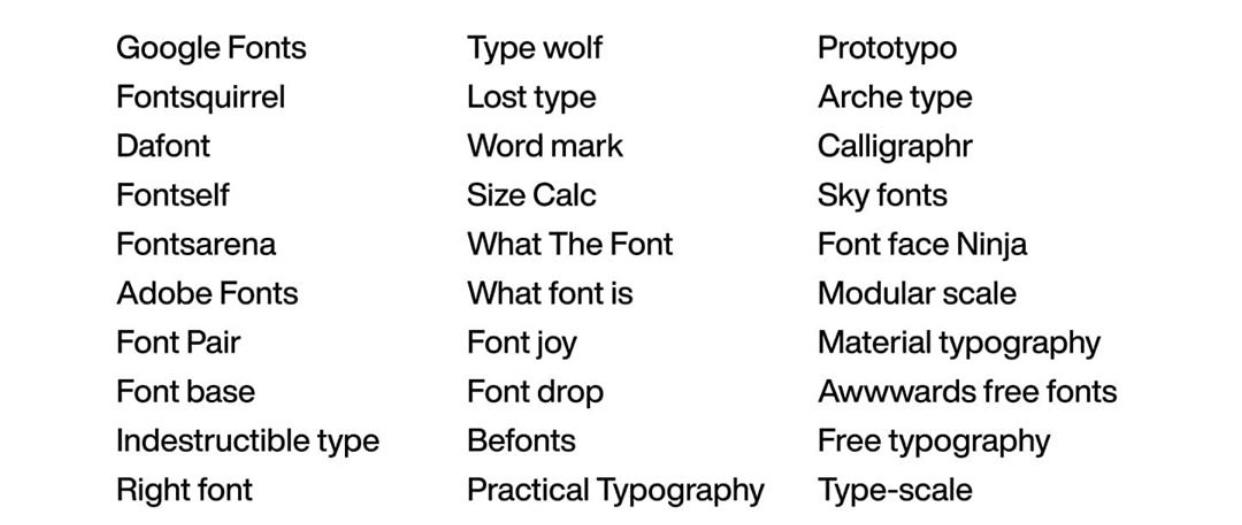 Google Fonts
Fontsquirrel
Dafont
Fontself
Fontsarena
Adobe Fonts
Font Pair
Font base
Indestructible type
Right font
Type wolf
Lost type
Word mark
Size Calc
What The Font
What font is
Font joy
Font drop
Befonts
Practical Typography
Prototypo
Arche type
Calligraphr
Sky fonts
Font face Ninja
Modular scale
Material typography
Awwwards free fonts
Free typography
Type-scale